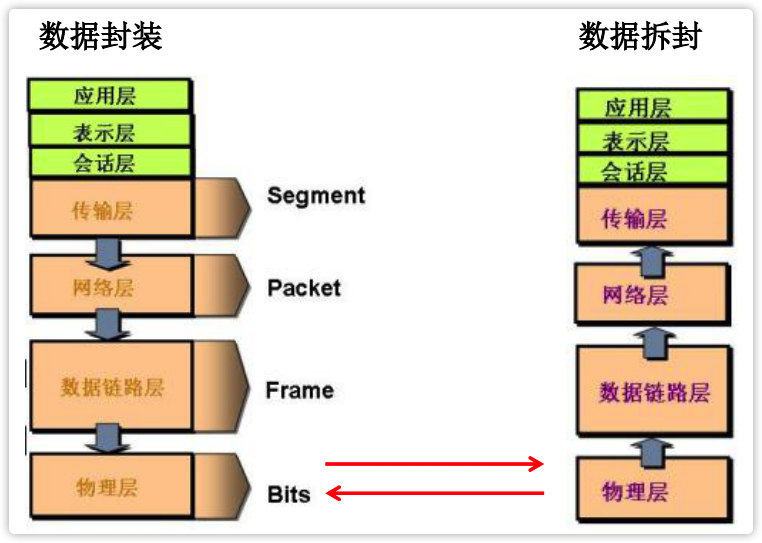 数据封装
数据拆封
应用层
表示层
会话层
传输层
Segment
网络层
Packet
数据链路层
Frame
物理层
Bits
应用层
表示层
会话层
传输层
网络层
数据链路层
物理层